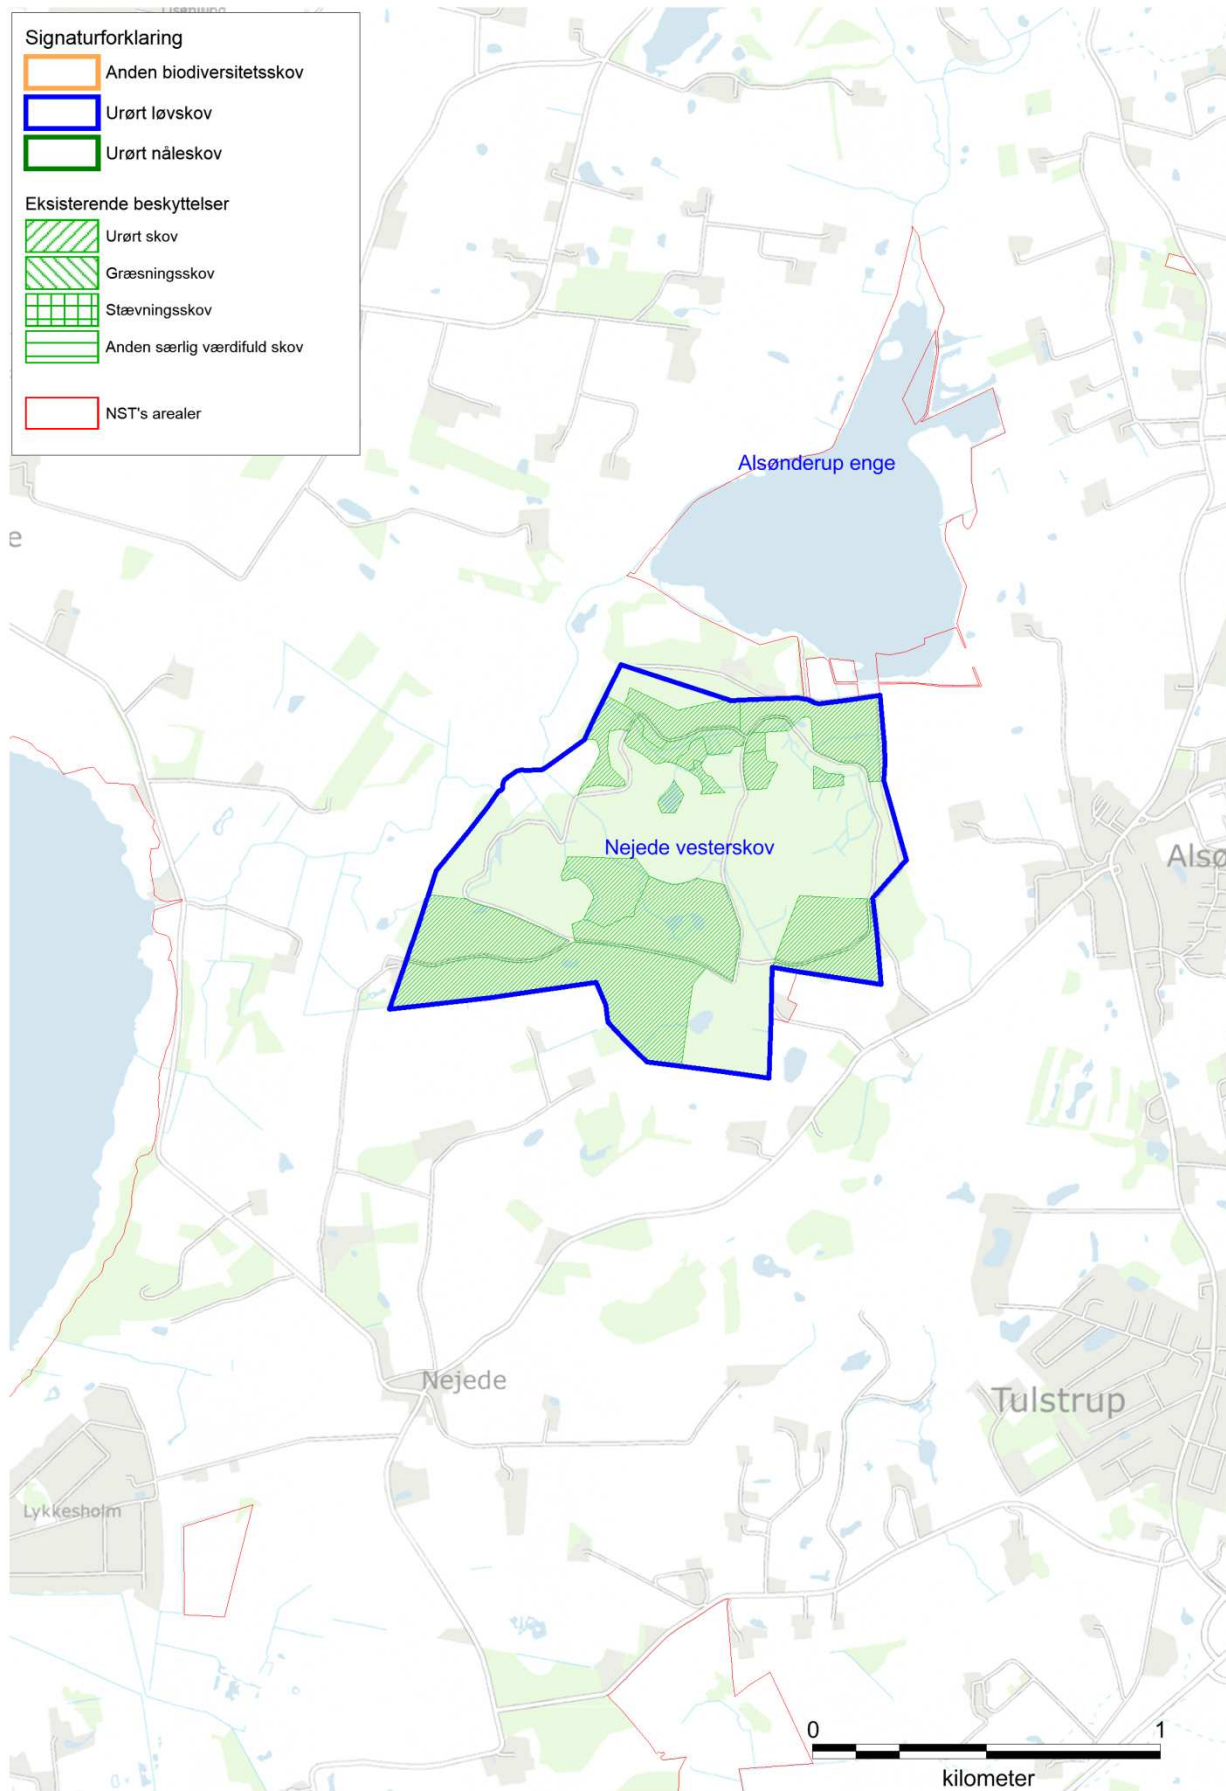 Signaturforklaring
Anden biodiversitetsskov
Urørt løvskov
Urørt nåleskov
Eksisterende beskyttelser
Urørt skov
Græsningsskov
Stævningsskov
Anden særlig værdifuld skov
NST's arealer
Alsønderup enge
e
Nejede vesterskov
Alsø
Nejede
Tulstrup
Lykkesholm
0 1
kilometer